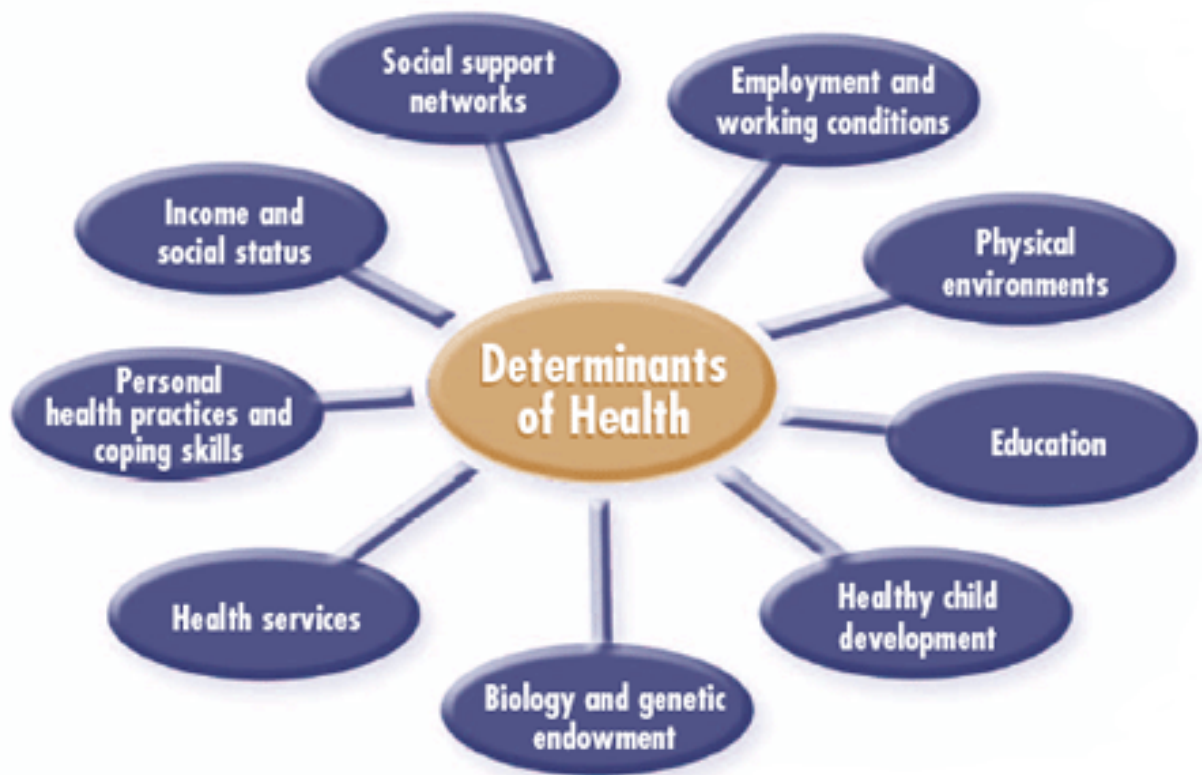 Social support
networks
Employment and
working conditions
Income and
social status
Physical
environments
Determinants
of Health
Personal
health practices and
coping skills
Education
Health services
Healthy child
development
Biology and genetic
endowment